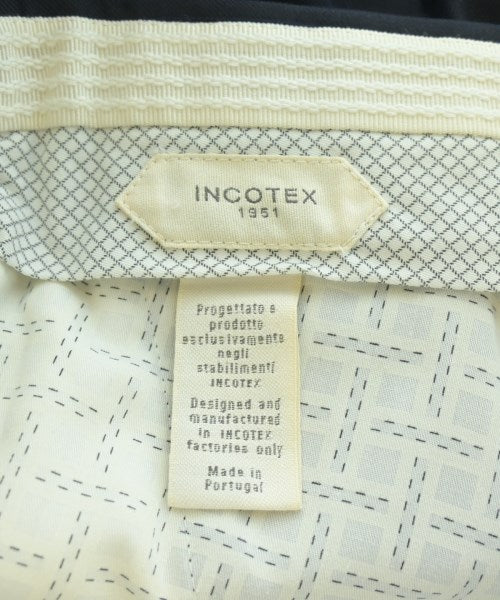 INCOTEX
1951
Progettato e
prodotto
esclusivamente
negli
stabilimenti
INCOTEX
Designed and
manufactured
in INCOTEX
factories only
Made in
Portugal